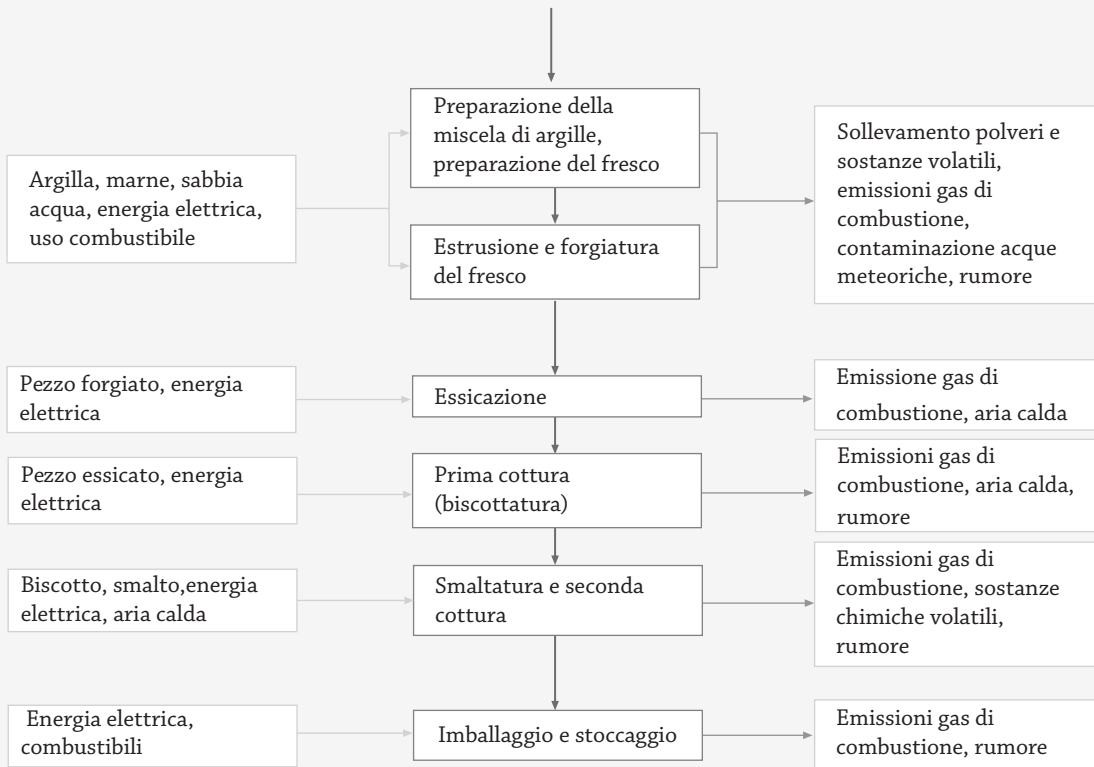 Preparazione della
miscela di argille,
preparazione del fresco
Argilla, marne, sabbia
acqua, energia elettrica,
uso combustibile
Estrusione e forgiatura
del fresco
Sollevamento polveri e
sostanze volatili,
emissioni gas di
combustione,
contaminazione acque
meteoriche, rumore
Pezzo forgiato, energia
elettrica
Essicazione
Emissione gas di
combustione, aria calda
Pezzo essicato, energia
elettrica
Prima cottura
(biscottatura)
Emissioni gas di
combustione, aria calda,
rumore
Biscotto, smalto,energia
elettrica, aria calda
Smaltatura e seconda
cottura
Emissioni gas di
combustione, sostanze
chimiche volatili,
rumore
Energia elettrica,
combustibili
Imballaggio e stoccaggio
Emissioni gas di
combustione, rumore